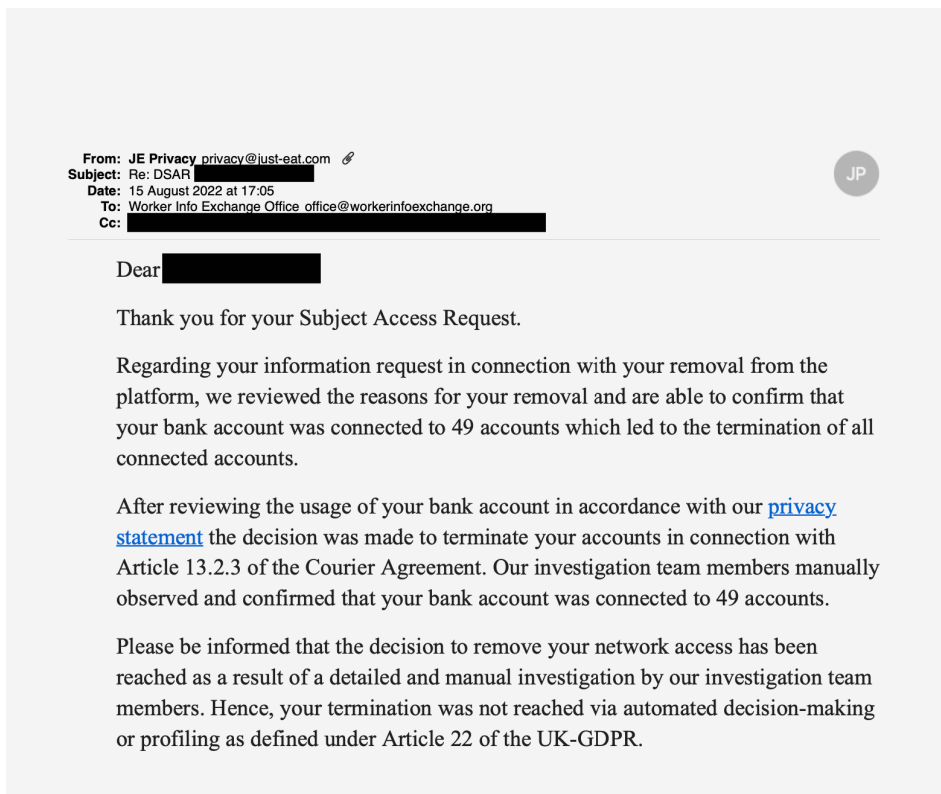 From: JE Privacy privacy@just-eat.com
Subject: Re: DSAR
Date: 15 August 2022 at 17:05
To: Worker Info Exchange Office office@workerinfoexchange.org
Cc:
JP
Dear
Thank you for your Subject Access Request.
Regarding your information request in connection with your removal from the
platform, we reviewed the reasons for your removal and are able to confirm that
your bank account was connected to 49 accounts which led to the termination of all
connected accounts.
After reviewing the usage of your bank account in accordance with our privacy
statement the decision was made to terminate your accounts in connection with
Article 13.2.3 of the Courier Agreement. Our investigation team members manually
observed and confirmed that your bank account was connected to 49 accounts.
Please be informed that the decision to remove your network access has been
reached as a result of a detailed and manual investigation by our investigation team
members. Hence, your termination was not reached via automated decision-making
or profiling as defined under Article 22 of the UK-GDPR.